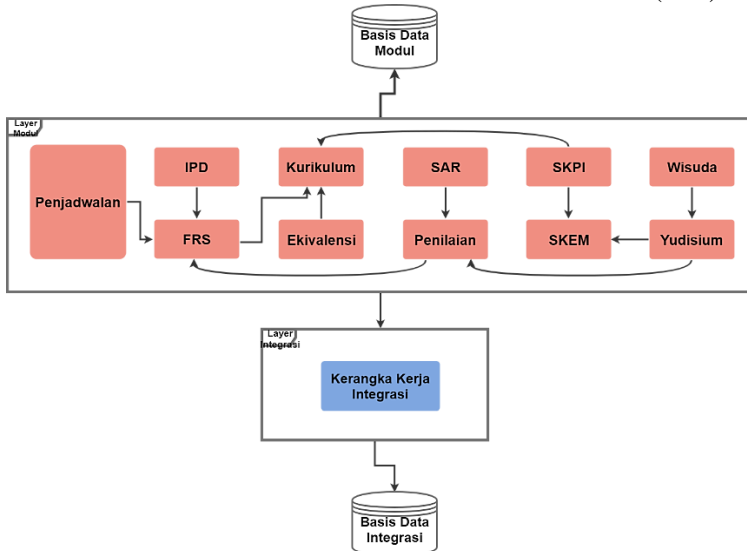 Basis Data
Modul
Layer
Modul
IPD
Kurikulum
SAR
SKPI
Wisuda
Penjadwalan
FRS
Ekivalensi
Penilaian
SKEM
Yudisium
Layer
Integrasi
Kerangka Kerja
Integrasi
Basis Data
Integrasi